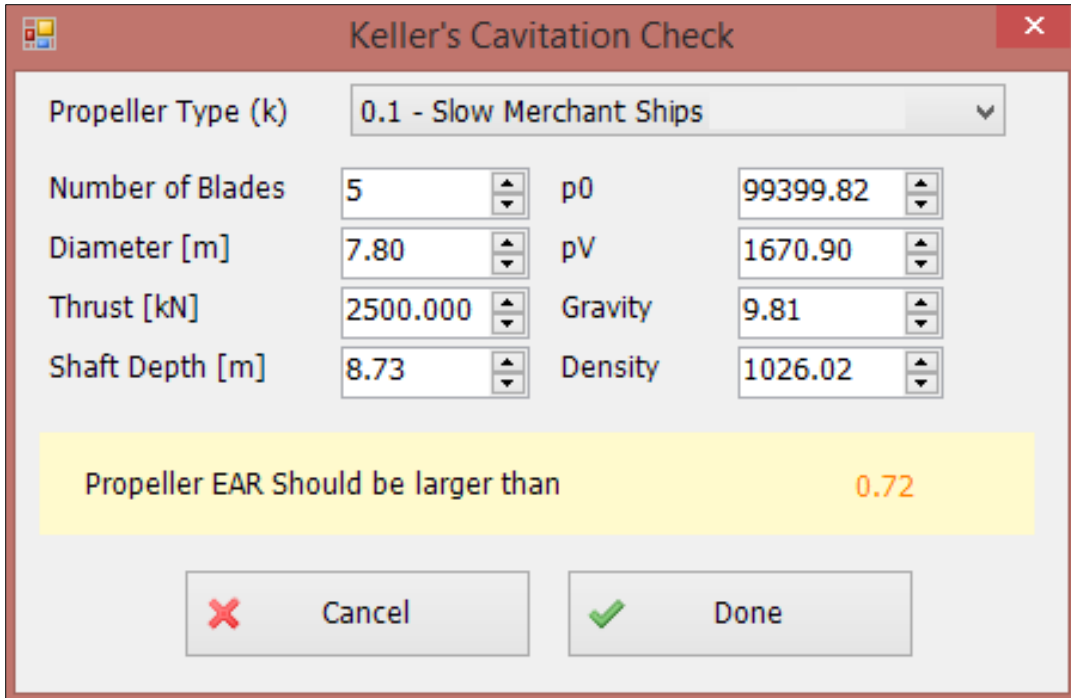 Keller's Cavitation Check
Propeller Type (k) 0.1 - Slow Merchant Ships
Number of Blades 5 p0 99399.82
Diameter [m] 7.80 pV 1670.90
Thrust [kN] 2500.000 Gravity 9.81
Shaft Depth [m] 8.73 Density 1026.02
Propeller EAR Should be larger than 0.72
Cancel Done